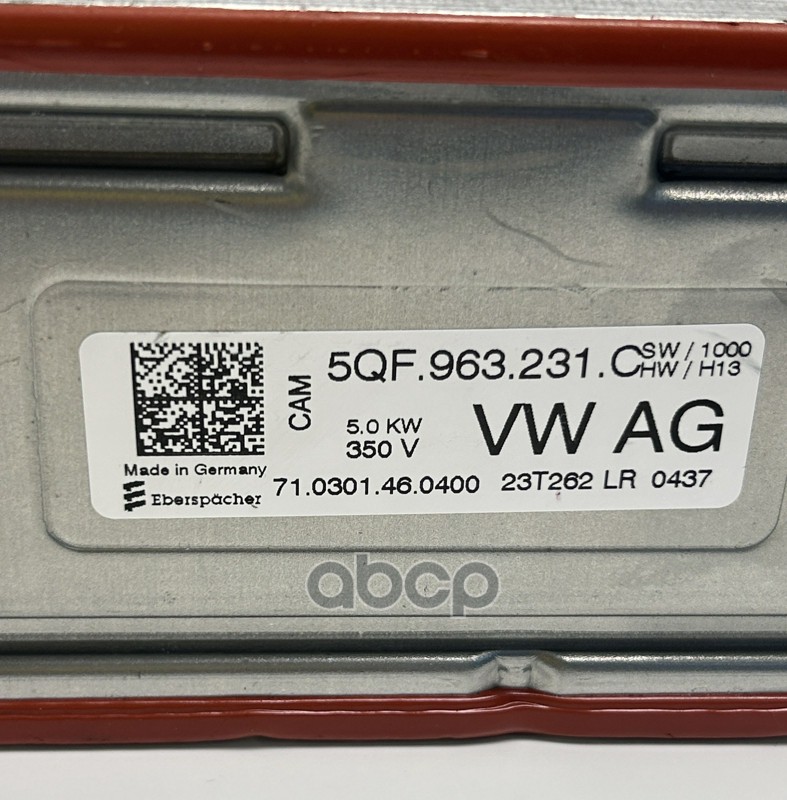 5QF.963.231.C
SW / 1000
HW / H13
CAM
5.0 KW
350 V
VW AG
Made in Germany
Eberspächer
71.0301.46.0400 23T262 LR 0437
abcp